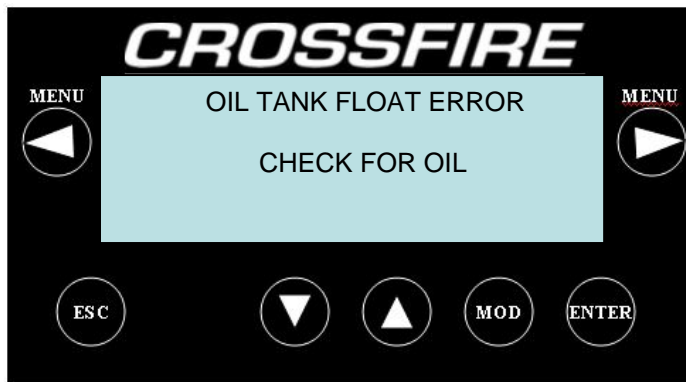 CROSSFIRE
MENU
OIL TANK FLOAT ERROR
MENU
CHECK FOR OIL
ESC
MOD
ENTER